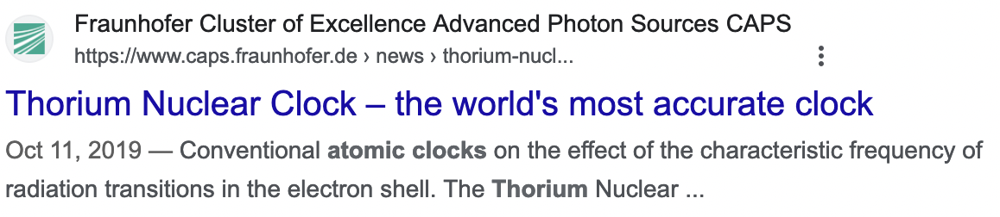 Fraunhofer Cluster of Excellence Advanced Photon Sources CAPS
https://www.caps.fraunhofer.de › news › thorium-nucl...
Thorium Nuclear Clock – the world's most accurate clock
Oct 11, 2019 — Conventional atomic clocks on the effect of the characteristic frequency of
radiation transitions in the electron shell. The Thorium Nuclear ...